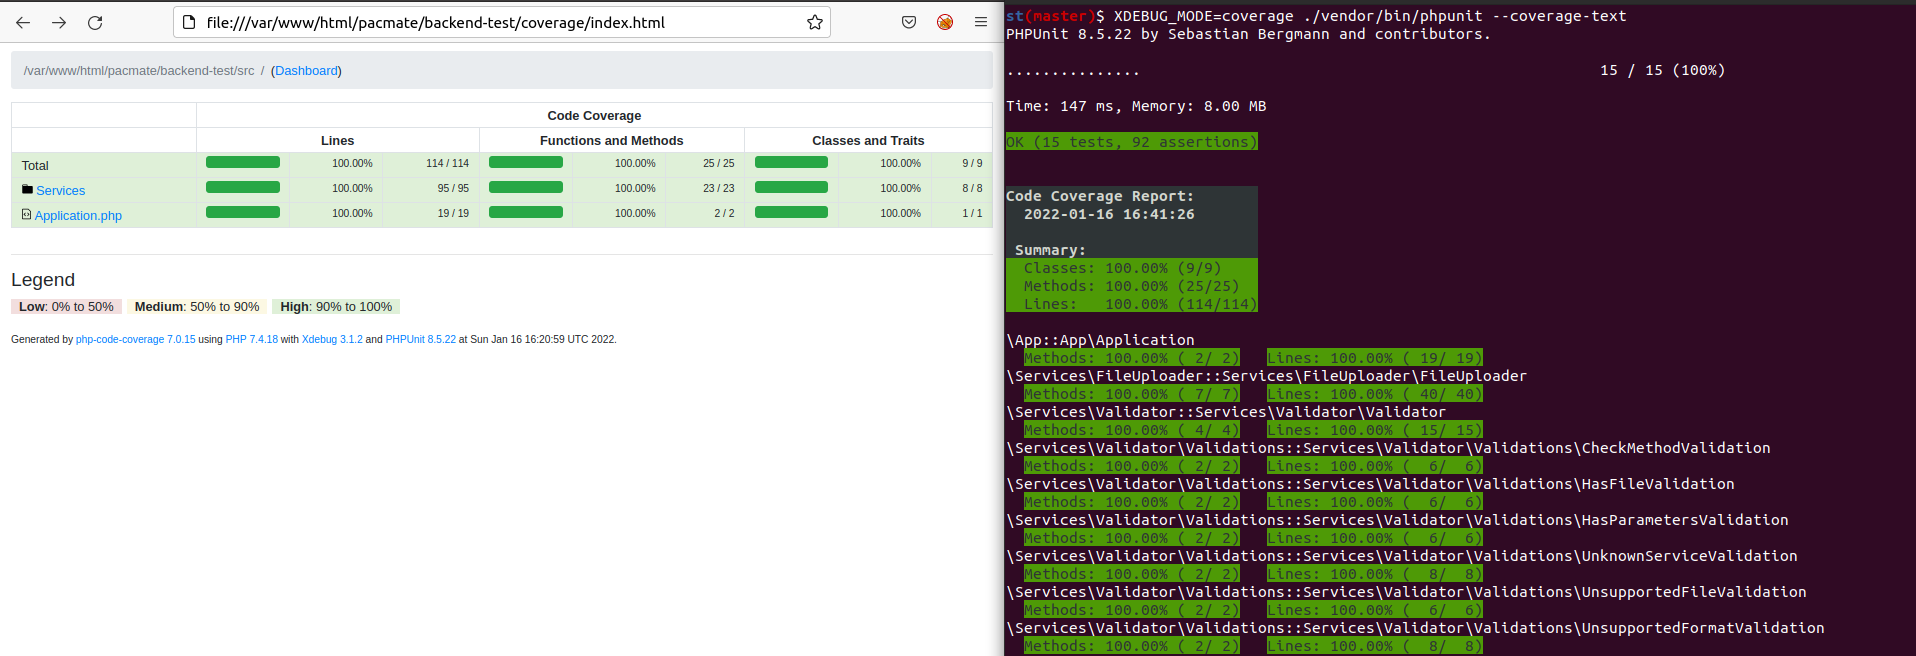 file:///var/www/html/pacmate/backend-test/coverage/index.html
/var/www/html/pacmate/backend-test/src / (Dashboard)
Code Coverage
Lines Functions and Methods Classes and Traits
Total 100.00% 114 / 114 100.00% 25 / 25 100.00% 9 / 9
Services 100.00% 95 / 95 100.00% 23 / 23 100.00% 8 / 8
Application.php 100.00% 19 / 19 100.00% 2 / 2 100.00% 1 / 1
Legend
Low: 0% to 50% Medium: 50% to 90% High: 90% to 100%
Generated by php-code-coverage 7.0.15 using PHP 7.4.18 with Xdebug 3.1.2 and PHPUnit 8.5.22 at Sun Jan 16 16:20:59 UTC 2022.
st(master)$ XDEBUG_MODE=coverage ./vendor/bin/phpunit --coverage-text
PHPUnit 8.5.22 by Sebastian Bergmann and contributors.
............... 15 / 15 (100%)
Time: 147 ms, Memory: 8.00 MB
OK (15 tests, 92 assertions)
Code Coverage Report:
2022-01-16 16:41:26
Summary:
Classes: 100.00% (9/9)
Methods: 100.00% (25/25)
Lines: 100.00% (114/114)
\App::App\Application
Methods: 100.00% ( 2/ 2) Lines: 100.00% ( 19/ 19)
\Services\FileUploader::Services\FileUploader\FileUploader
Methods: 100.00% ( 7/ 7) Lines: 100.00% ( 40/ 40)
\Services\Validator::Services\Validator\Validator
Methods: 100.00% ( 4/ 4) Lines: 100.00% ( 15/ 15)
\Services\Validator\Validations::Services\Validator\Validations\CheckMethodValidation
Methods: 100.00% ( 2/ 2) Lines: 100.00% ( 6/ 6)
\Services\Validator\Validations::Services\Validator\Validations\HasFileValidation
Methods: 100.00% ( 2/ 2) Lines: 100.00% ( 6/ 6)
\Services\Validator\Validations::Services\Validator\Validations\HasParametersValidation
Methods: 100.00% ( 2/ 2) Lines: 100.00% ( 6/ 6)
\Services\Validator\Validations::Services\Validator\Validations\UnknownServiceValidation
Methods: 100.00% ( 2/ 2) Lines: 100.00% ( 8/ 8)
\Services\Validator\Validations::Services\Validator\Validations\UnsupportedFileValidation
Methods: 100.00% ( 2/ 2) Lines: 100.00% ( 6/ 6)
\Services\Validator\Validations::Services\Validator\Validations\UnsupportedFormatValidation
Methods: 100.00% ( 2/ 2) Lines: 100.00% ( 8/ 8)